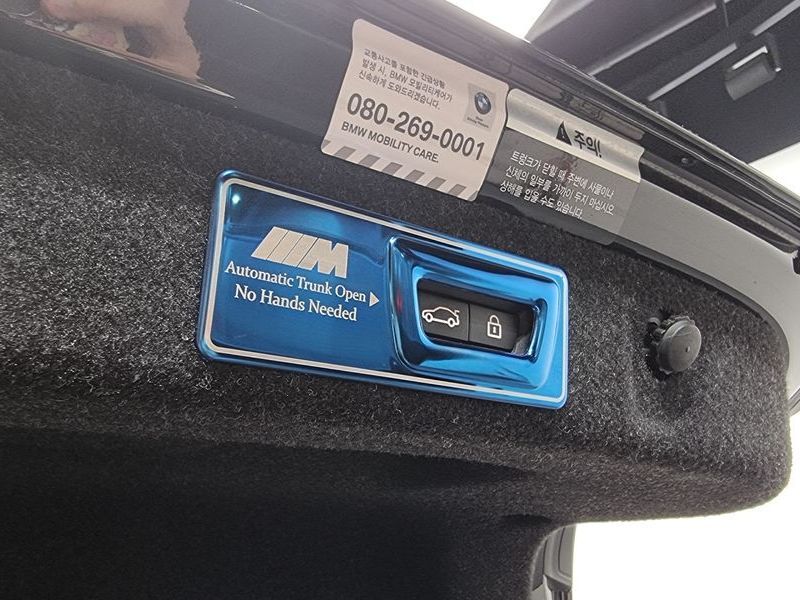 교통사고를 포함한 긴급상황
발생 시, BMW 모빌리티케어가
신속하게 도와드리겠습니다.
080-269-0001
BMW MOBILITY CARE.
주의!
트렁크가 닫힐 때, 주변에 사물이나
신체의 일부를 가까이 두지 마십시오
상해를 입을 수도 있습니다.
M
Automatic Trunk Open
No Hands Needed